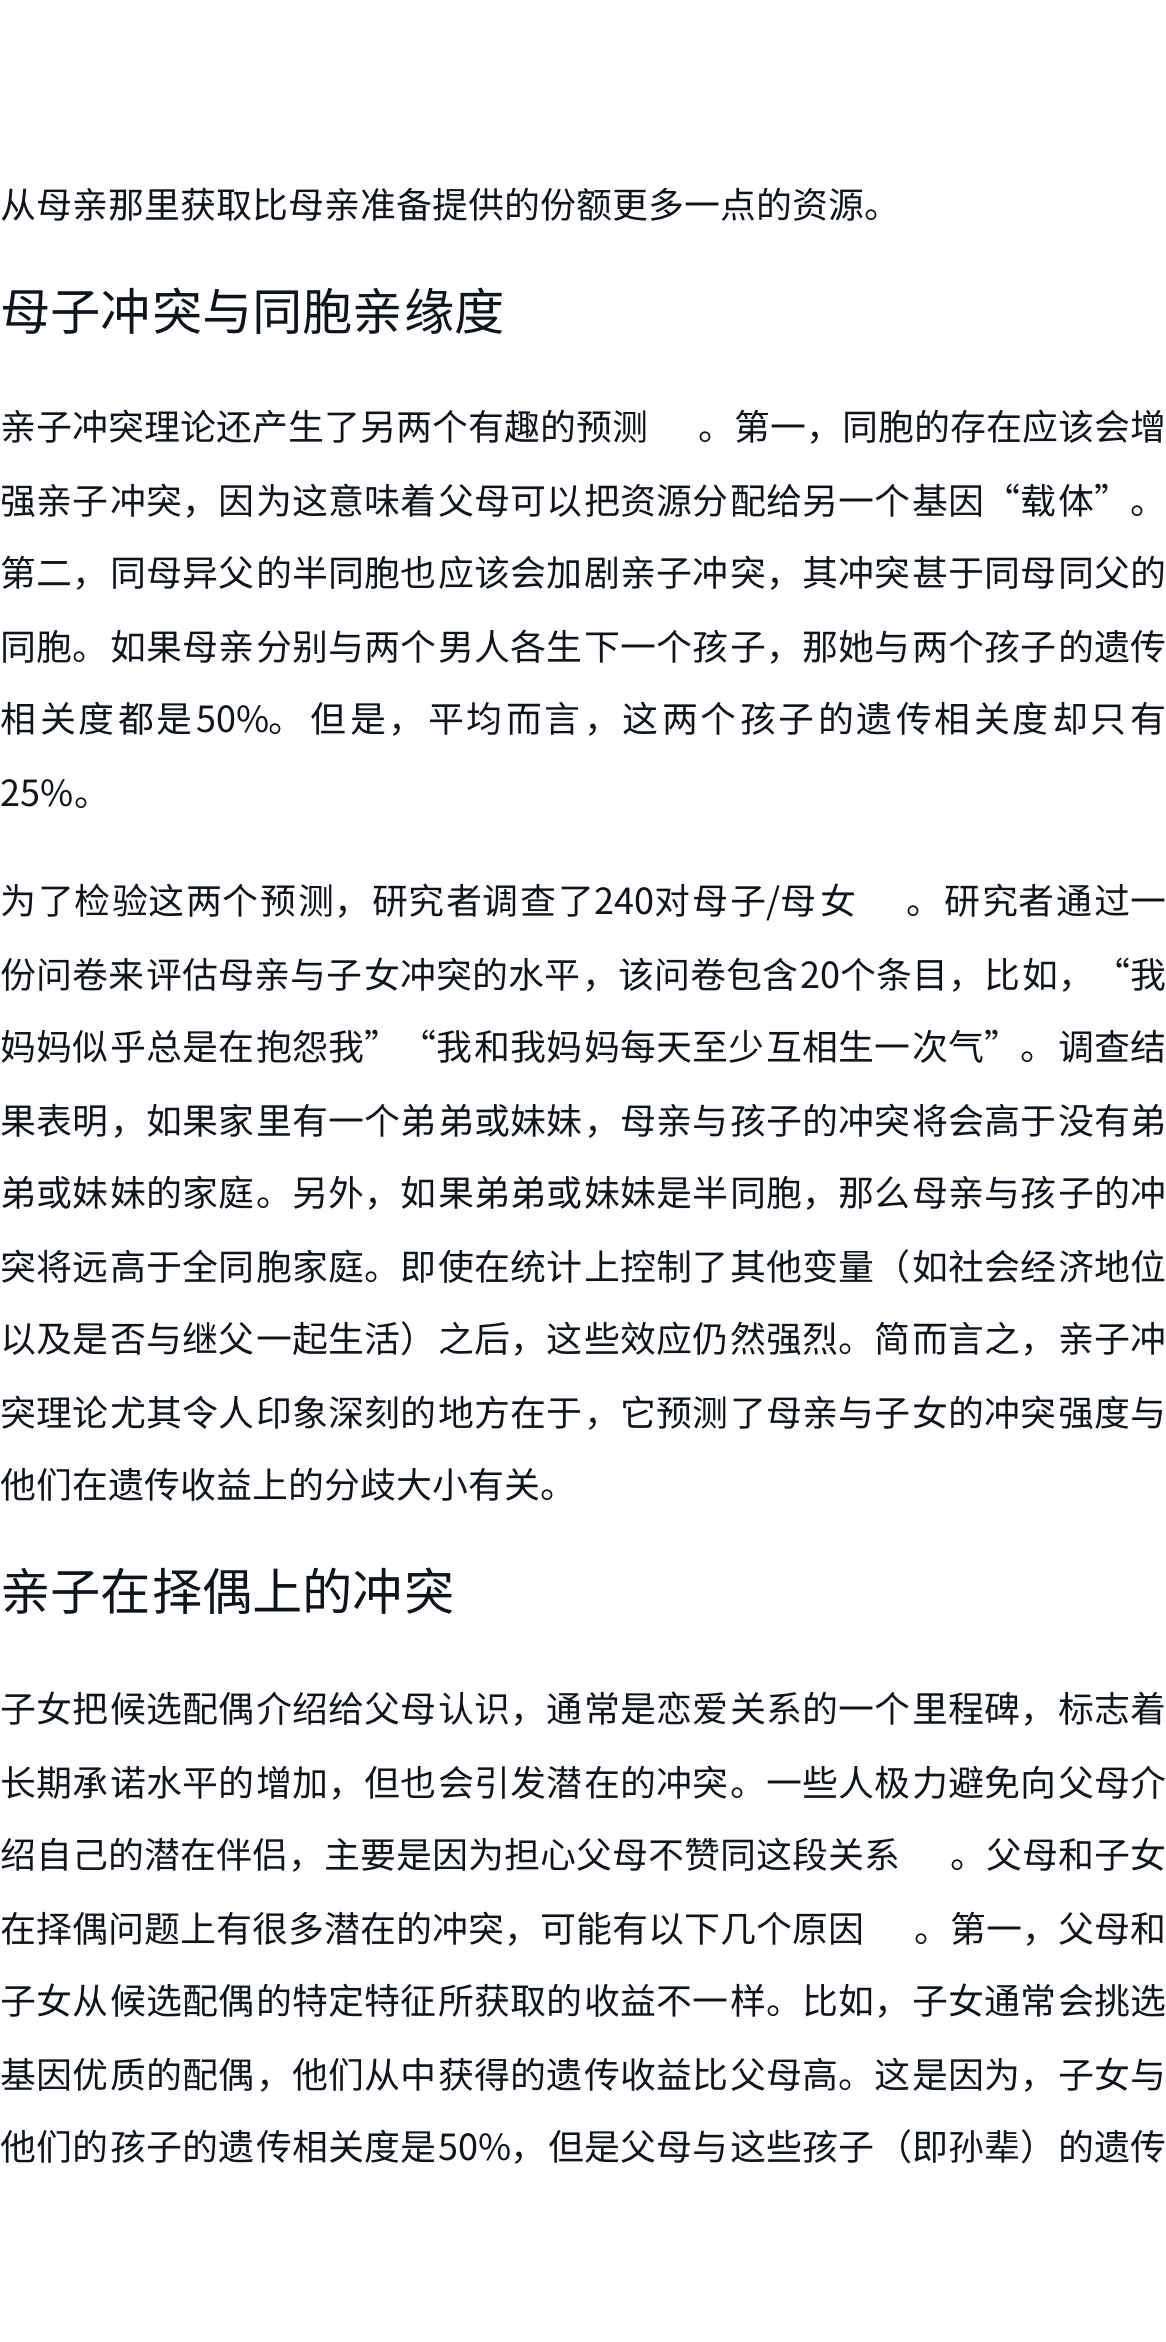 从母亲那里获取比母亲准备提供的份额更多一点的资源。
母子冲突与同胞亲缘度
亲子冲突理论还产生了另两个有趣的预测　。第一，同胞的存在应该会增
强亲子冲突，因为这意味着父母可以把资源分配给另一个基因“载体”。
第二，同母异父的半同胞也应该会加剧亲子冲突，其冲突甚于同母同父的
同胞。如果母亲分别与两个男人各生下一个孩子，那她与两个孩子的遗传
相关度都是50%。但是，平均而言，这两个孩子的遗传相关度却只有
25%。
为了检验这两个预测，研究者调查了240对母子/母女　。研究者通过一
份问卷来评估母亲与子女冲突的水平，该问卷包含20个条目，比如，“我
妈妈似乎总是在抱怨我”“我和我妈妈每天至少互相生一次气”。调查结
果表明，如果家里有一个弟弟或妹妹，母亲与孩子的冲突将会高于没有弟
弟或妹妹的家庭。另外，如果弟弟或妹妹是半同胞，那么母亲与孩子的冲
突将远高于全同胞家庭。即使在统计上控制了其他变量（如社会经济地位
以及是否与继父一起生活）之后，这些效应仍然强烈。简而言之，亲子冲
突理论尤其令人印象深刻的地方在于，它预测了母亲与子女的冲突强度与
他们在遗传收益上的分歧大小有关。
亲子在择偶上的冲突
子女把候选配偶介绍给父母认识，通常是恋爱关系的一个里程碑，标志着
长期承诺水平的增加，但也会引发潜在的冲突。一些人极力避免向父母介
绍自己的潜在伴侣，主要是因为担心父母不赞同这段关系　。父母和子女
在择偶问题上有很多潜在的冲突，可能有以下几个原因　。第一，父母和
子女从候选配偶的特定特征所获取的收益不一样。比如，子女通常会挑选
基因优质的配偶，他们从中获得的遗传收益比父母高。这是因为，子女与
他们的孩子的遗传相关度是50%，但是父母与这些孩子（即孙辈）的遗传